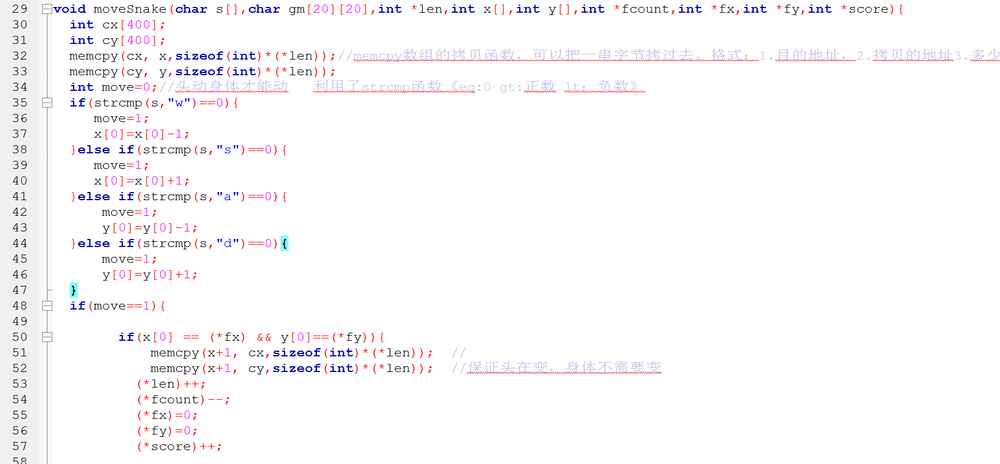 29 void moveSnake(char s[],char gm[20][20],int *len,int x[],int y[],int *fcount,int *fx,int *fy,int *score){
30 int cx[400];
31 int cy[400];
32 memcpy(cx, x,sizeof(int)*(*len));//memcpy数组的拷贝函数，可以把一串字节拷过去。格式：1.目的地址，2.拷贝的地址3.多少
33 memcpy(cy, y,sizeof(int)*(*len));
34 int move=0;//头动身体才能动 利用了strcmp函数《eq:0 gt:正数 lt：负数》
35 if(strcmp(s,"w")==0){
36 move=1;
37 x[0]=x[0]-1;
38 }else if(strcmp(s,"s")==0){
39 move=1;
40 x[0]=x[0]+1;
41 }else if(strcmp(s,"a")==0){
42 move=1;
43 y[0]=y[0]-1;
44 }else if(strcmp(s,"d")==0){
45 move=1;
46 y[0]=y[0]+1;
47 }
48 if(move==1){
49
50 if(x[0] == (*fx) && y[0]==(*fy)){
51 memcpy(x+1, cx,sizeof(int)*(*len)); //
52 memcpy(x+1, cy,sizeof(int)*(*len)); //保证头在变，身体不需要变
53 (*len)++;
54 (*fcount)--;
55 (*fx)=0;
56 (*fy)=0;
57 (*score)++;
58